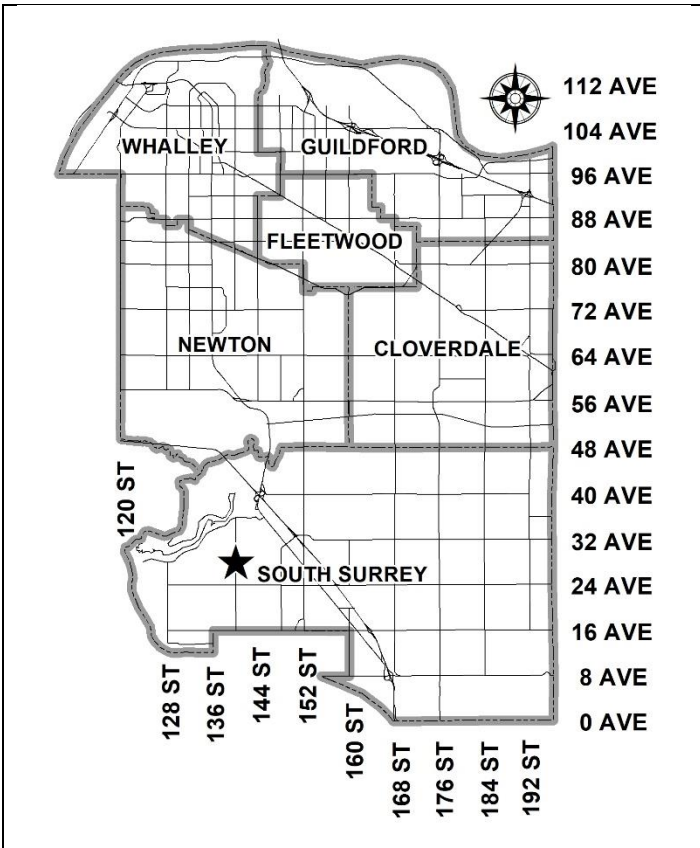 112 AVE
104 AVE
WHALLEY
GUILDFORD
96 AVE
88 AVE
FLEETWOOD
80 AVE
72 AVE
NEWTON
CLOVERDALE
64 AVE
56 AVE
48 AVE
120 ST
40 AVE
32 AVE
SOUTH SURREY
24 AVE
16 AVE
8 AVE
0 AVE
128 ST
136 ST
144 ST
152 ST
160 ST
168 ST
176 ST
184 ST
192 ST